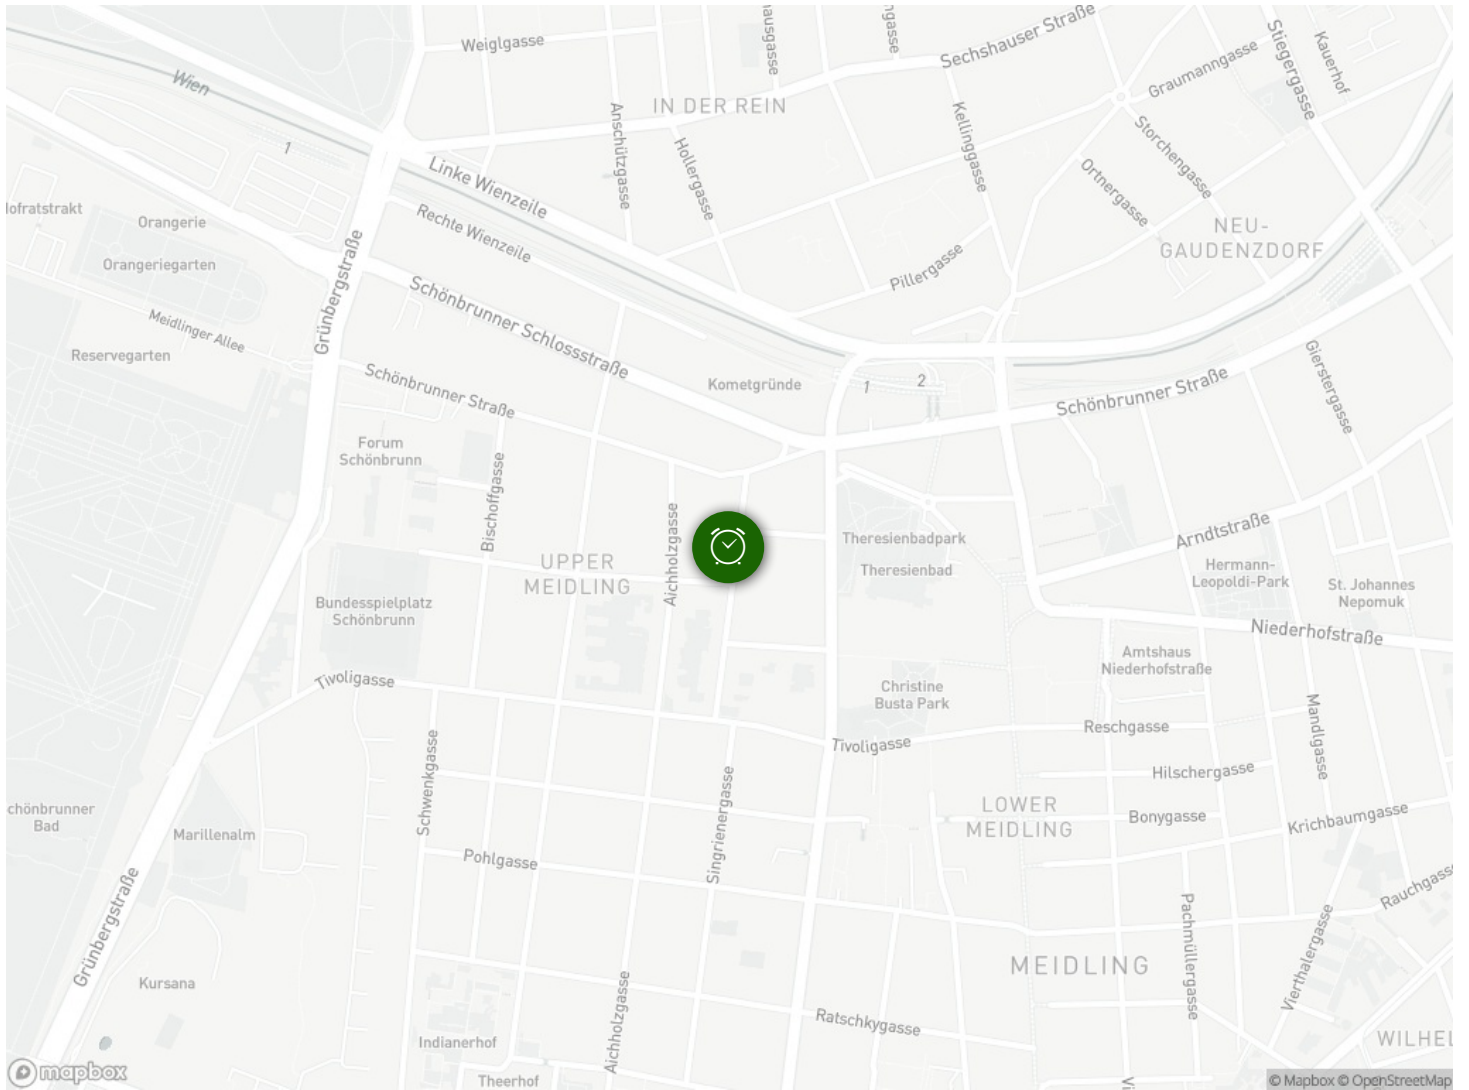 Weiglgasse
Sechshauser Straße
Stiegergasse
Kauerhof
Graumanngasse
Wien
IN DER REIN
Anschützgasse
Hollergasse
Kellinggasse
Storchengasse
Ortnergasse
1
Linke Wienzeile
Rechte Wienzeile
Orangerie
Orangeriegarten
NEU-
GAUDENZDORF
Pillergasse
Grünbergstraße
Schönbrunner Schlossstraße
Meidlinger Allee
Reservegarten
Schönbrunner Straße
Kometgründe
1
2
Schönbrunner Straße
Gierstergasse
Forum
Schönbrunn
Bischoffgasse
Aichholzgasse
UPPER
MEIDLING
Theresienbadpark
Theresienbad
Arndtstraße
Hermann-
Leopoldi-Park
St. Johannes
Nepomuk
Bundesspielplatz
Schönbrunn
Niederhofstraße
Amtshaus
Niederhofstraße
Tivoligasse
Christine
Busta Park
Tivoligasse
Reschgasse
Mandlgasse
Hilschergasse
Schwenkgasse
Singrienergasse
LOWER
MEIDLING
Bonygasse
Krichbaumgasse
Marillenalm
Pohlgasse
Grünbergstraße
Pachmüllergasse
Vierthalergasse
MEIDLING
Kursana
Aichholzgasse
Ratschkygasse
Indianerhof
Theerhof
mapbox
© Mapbox © OpenStreetMap